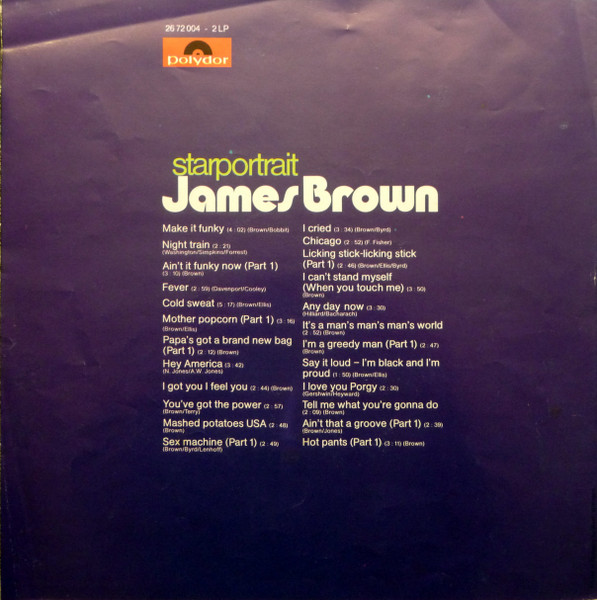 2672 004 - 2 LP
polydor
starportrait
James Brown
Make it funky (4 : 02) (Brown/Bobbit)
Night train (2 : 21)
(Washington/Simpkins/Forrest)
Ain't it funky now (Part 1)
(3 : 10) (Brown)
Fever (2 : 59) (Davenport/Cooley)
Cold sweat (5 : 17) (Brown/Ellis)
Mother popcorn (Part 1) (3 : 16)
(Brown/Ellis)
Papa's got a brand new bag
(Part 1) (2 : 12) (Brown)
Hey America (3 : 42)
(N. Jones/A.W. Jones)
I got you I feel you (2 : 44) (Brown)
You've got the power (2 : 57)
(Brown/Terry)
Mashed potatoes USA (2 : 48)
(Brown)
Sex machine (Part 1) (2 : 49)
(Brown/Byrd/Lenhoff)
I cried (3 : 34) (Brown/Byrd)
Chicago (2 : 52) (F. Fisher)
Licking stick-licking stick
(Part 1) (2 : 46) (Brown/Ellis/Byrd)
I can't stand myself
(When you touch me) (3 : 50)
(Brown)
Any day now (3 : 30)
(Hilliard/Bacharach)
It's a man's man's man's world
(2 : 52) (Brown)
I'm a greedy man (Part 1) (2 : 47)
(Brown)
Say it loud – I'm black and I'm
proud (1 : 50) (Brown/Ellis)
I love you Porgy (2 : 30)
(Gershwin/Heyward)
Tell me what you're gonna do
(2 : 09) (Brown)
Ain't that a groove (Part 1) (2 : 39)
(Brown/Jones)
Hot pants (Part 1) (3 : 11) (Brown)